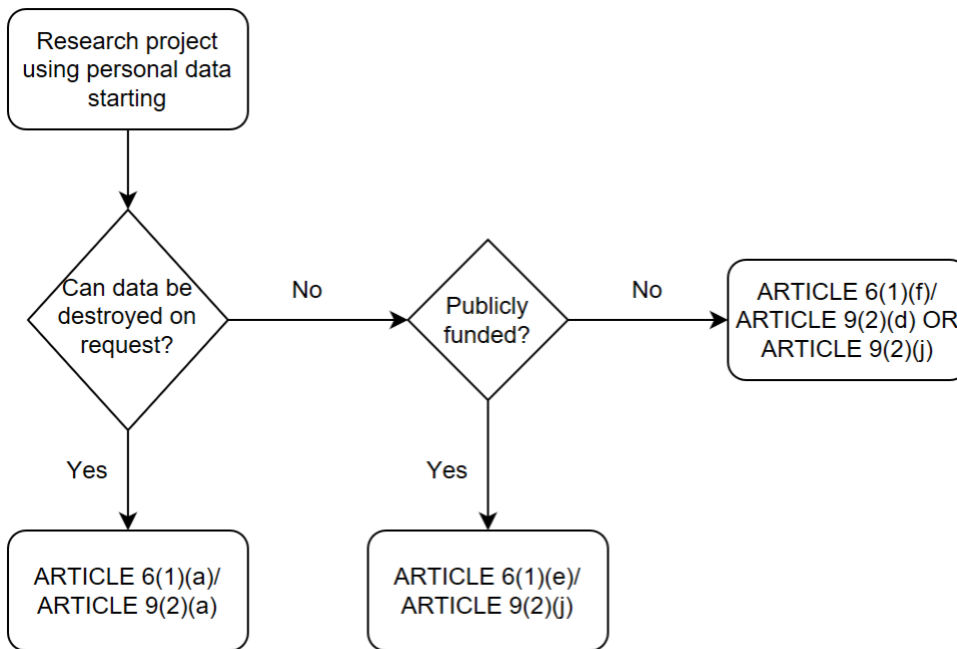 Research project
using personal data
starting
Can data be
destroyed on
request?
No
Publicly
funded?
No
ARTICLE 6(1)(f)/
ARTICLE 9(2)(d) OR
ARTICLE 9(2)(j)
Yes
Yes
ARTICLE 6(1)(a)/
ARTICLE 9(2)(a)
ARTICLE 6(1)(e)/
ARTICLE 9(2)(j)